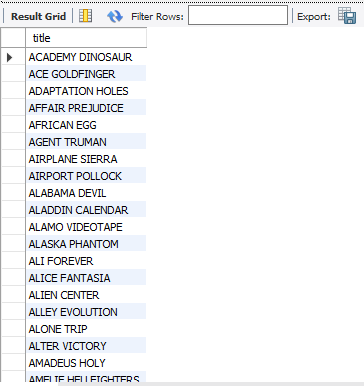 Result Grid Filter Rows: Export:
title
ACADEMY DINOSAUR
ACE GOLDFINGER
ADAPTATION HOLES
AFFAIR PREJUDICE
AFRICAN EGG
AGENT TRUMAN
AIRPLANE SIERRA
AIRPORT POLLOCK
ALABAMA DEVIL
ALADDIN CALENDAR
ALAMO VIDEOTAPE
ALASKA PHANTOM
ALI FOREVER
ALICE FANTASIA
ALIEN CENTER
ALLEY EVOLUTION
ALONE TRIP
ALTER VICTORY
AMADEUS HOLY
AMELIE HELLFIGHTERS